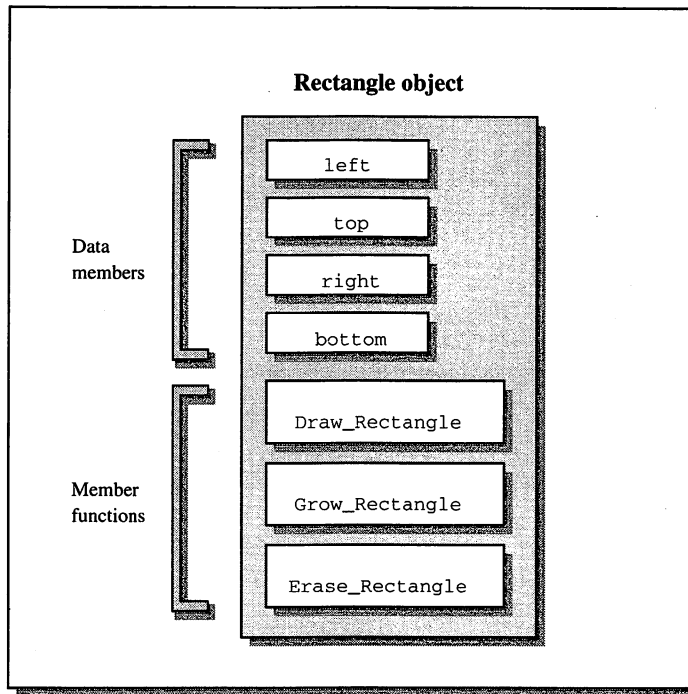 Rectangle object
Data
members
left
top
right
bottom
Member
functions
Draw_Rectangle
Grow_Rectangle
Erase_Rectangle